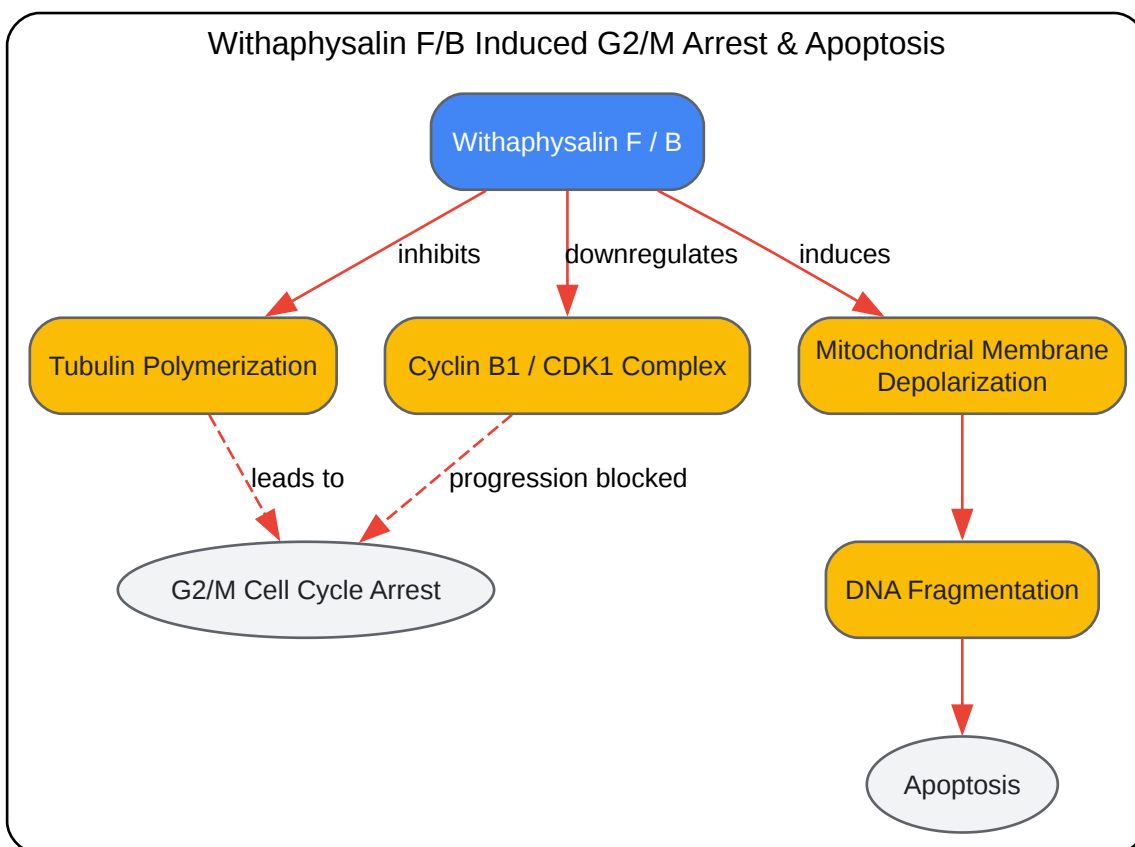 Withaphysalin F/B Induced G2/M Arrest & Apoptosis
Withaphysalin F / B
inhibits
downregulates
induces
Tubulin Polymerization
Cyclin B1 / CDK1 Complex
Mitochondrial Membrane
Depolarization
leads to
progression blocked
G2/M Cell Cycle Arrest
DNA Fragmentation
Apoptosis